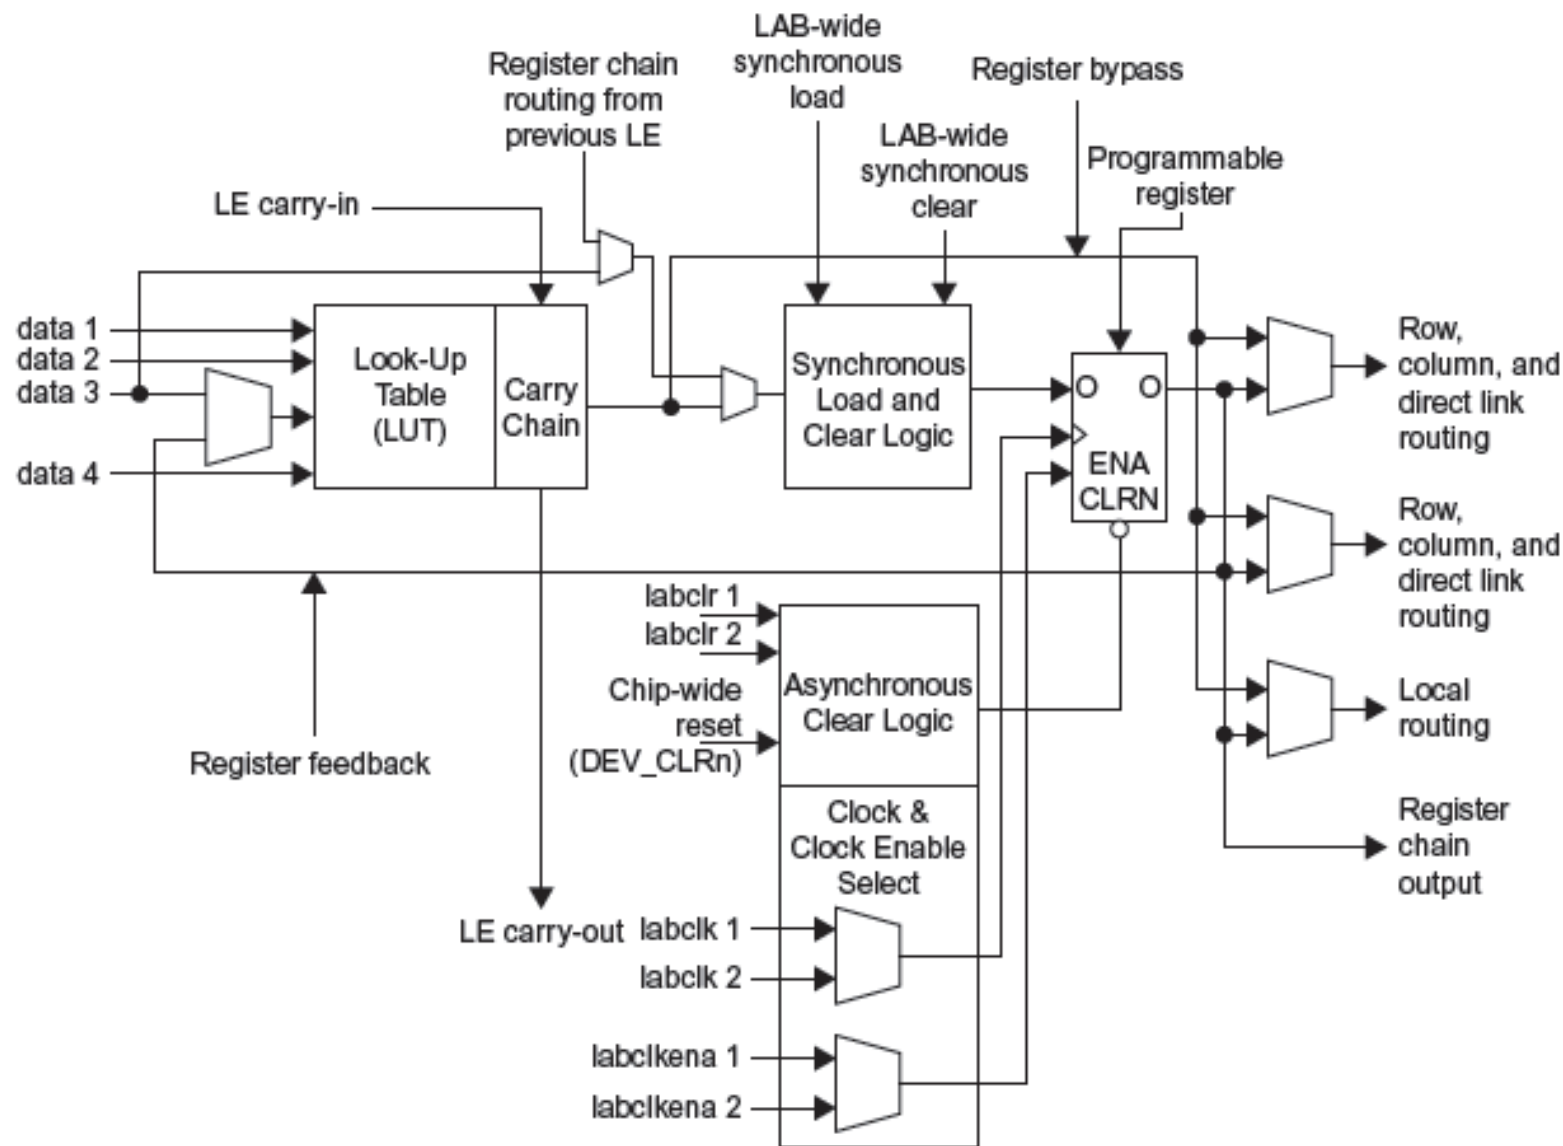 LAB-wide
synchronous
load
Register chain
routing from
previous LE
Register bypass
LAB-wide
synchronous
clear
Programmable
register
LE carry-in
data 1
data 2
data 3
data 4
Look-Up
Table
(LUT)
Carry
Chain
Synchronous
Load and
Clear Logic
O O
ENA
CLRN
Row,
column, and
direct link
routing
Row,
column, and
direct link
routing
Local
routing
Register
chain
output
Register feedback
labclr 1
labclr 2
Chip-wide
reset
(DEV_CLRn)
Asynchronous
Clear Logic
Clock &
Clock Enable
Select
LE carry-out
labclk 1
labclk 2
labclkena 1
labclkena 2